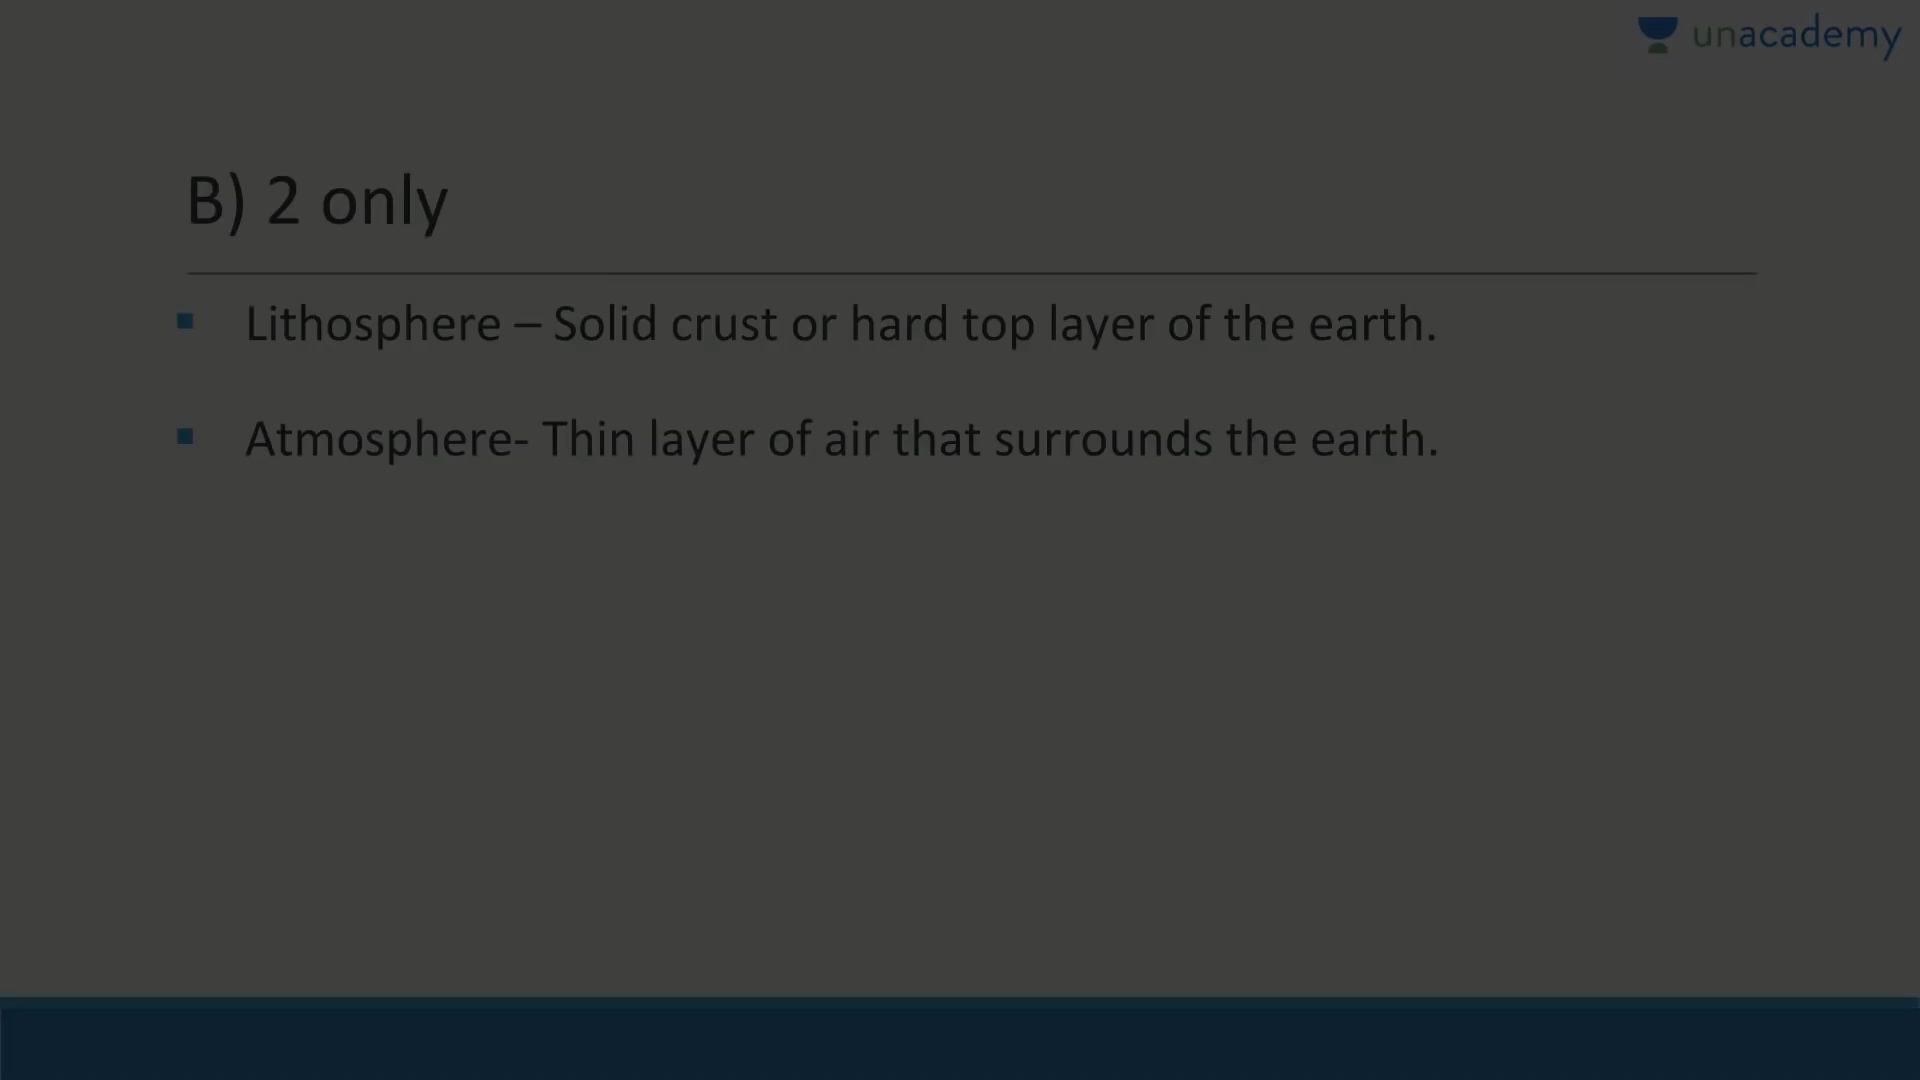 unacademy
B) 2 only
Lithosphere – Solid crust or hard top layer of the earth.
Atmosphere- Thin layer of air that surrounds the earth.